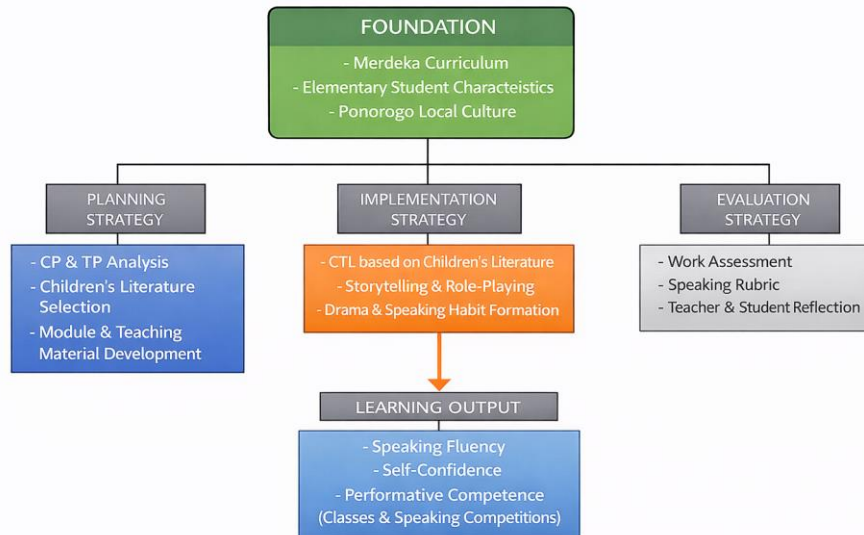 FOUNDATION
- Merdeka Curriculum
- Elementary Student Characteistics
- Ponorogo Local Culture
PLANNING
STRATEGY
- CP & TP Analysis
- Children's Literature
Selection
- Module & Teaching
Material Development
IMPLEMENTATION
STRATEGY
- CTL based on Children's Literature
- Storytelling & Role-Playing
- Drama & Speaking Habit Formation
EVALUATION
STRATEGY
- Work Assessment
- Speaking Rubric
- Teacher & Student Reflection
LEARNING OUTPUT
- Speaking Fluency
- Self-Confidence
- Performative Competence
(Classes & Speaking Competitions)